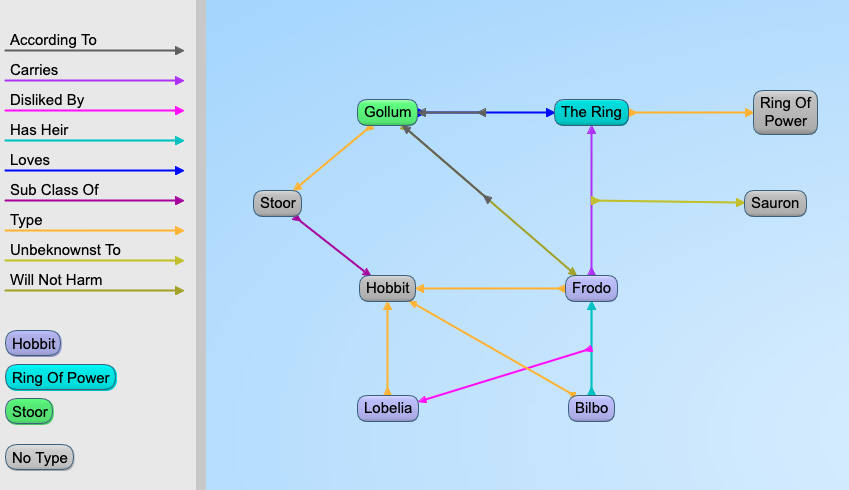 According To
Carries
Disliked By
Has Heir
Loves
Sub Class Of
Type
Unbeknownst To
Will Not Harm
Hobbit
Ring Of Power
Stoor
No Type
Gollum
The Ring
Ring Of
Power
Stoor
Sauron
Hobbit
Frodo
Lobelia
Bilbo